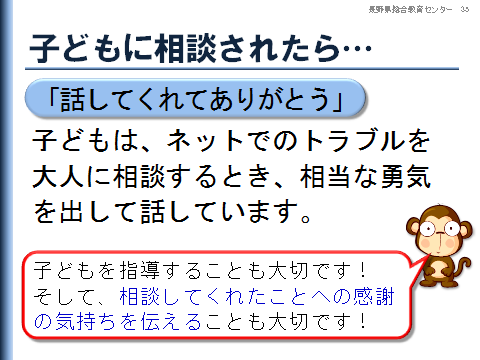 長野県総合教育センター 35
子どもに相談されたら…
「話してくれてありがとう」
子どもは、ネットでのトラブルを
大人に相談するとき、相当な勇気
を出して話しています。
子どもを指導することも大切です！
そして、相談してくれたことへの感謝
の気持ちを伝えることも大切です！